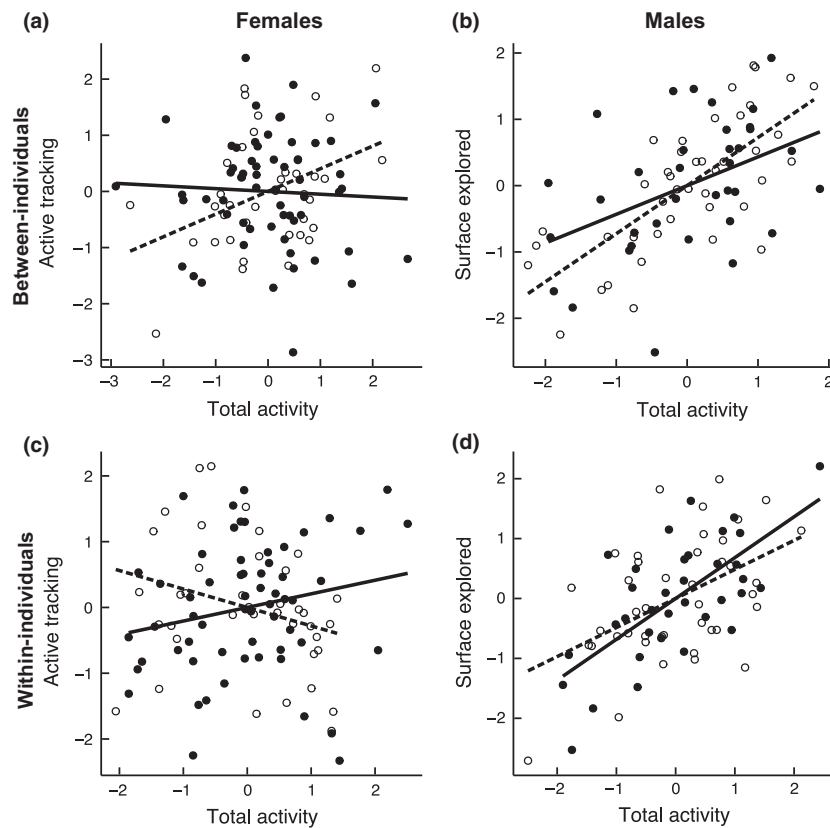 (a) Females
(b) Males
Between-individuals
Active tracking
2
1
0
−1
−2
−3
−3 −2 −1 0 1 2
Total activity
Surface explored
2
1
0
−1
−2
−2 −1 0 1 2
Total activity
(c)
(d)
Within-individuals
Active tracking
2
1
0
−1
−2
−2 −1 0 1 2
Total activity
Surface explored
2
1
0
−1
−2
−2 −1 0 1 2
Total activity